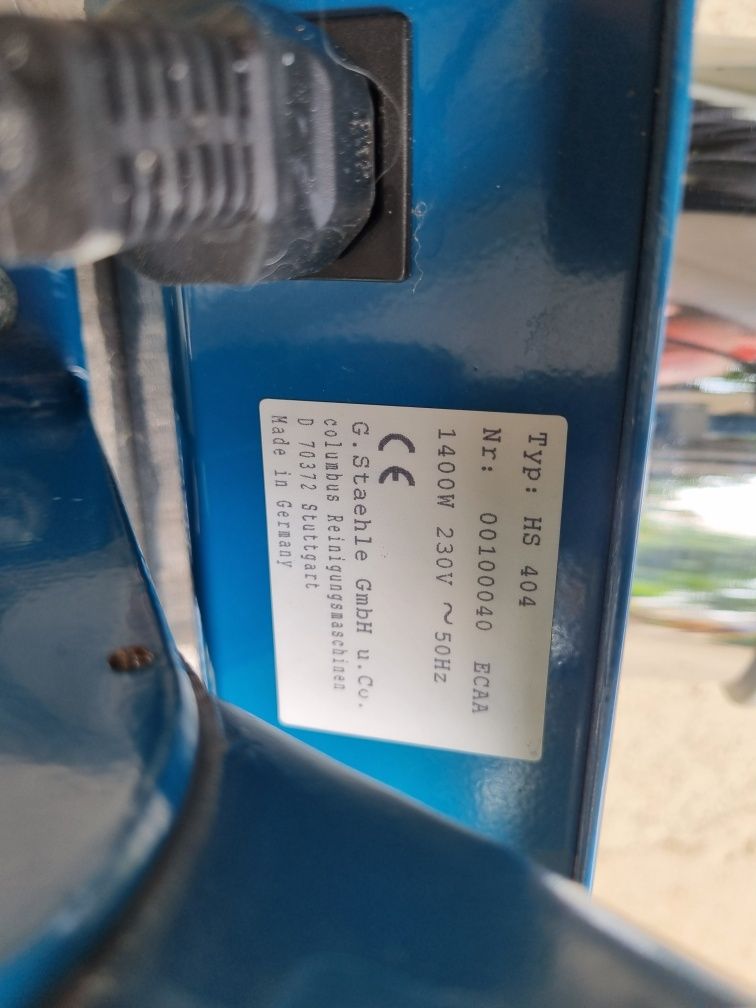 Typ: HS 404
Nr: 00100040 ECAA
1400W 230V ~ 50Hz
CE
G.Staehle GmbH u.Co.
columbus Reinigungsmaschinen
D 70372 Stuttgart
Made in Germany